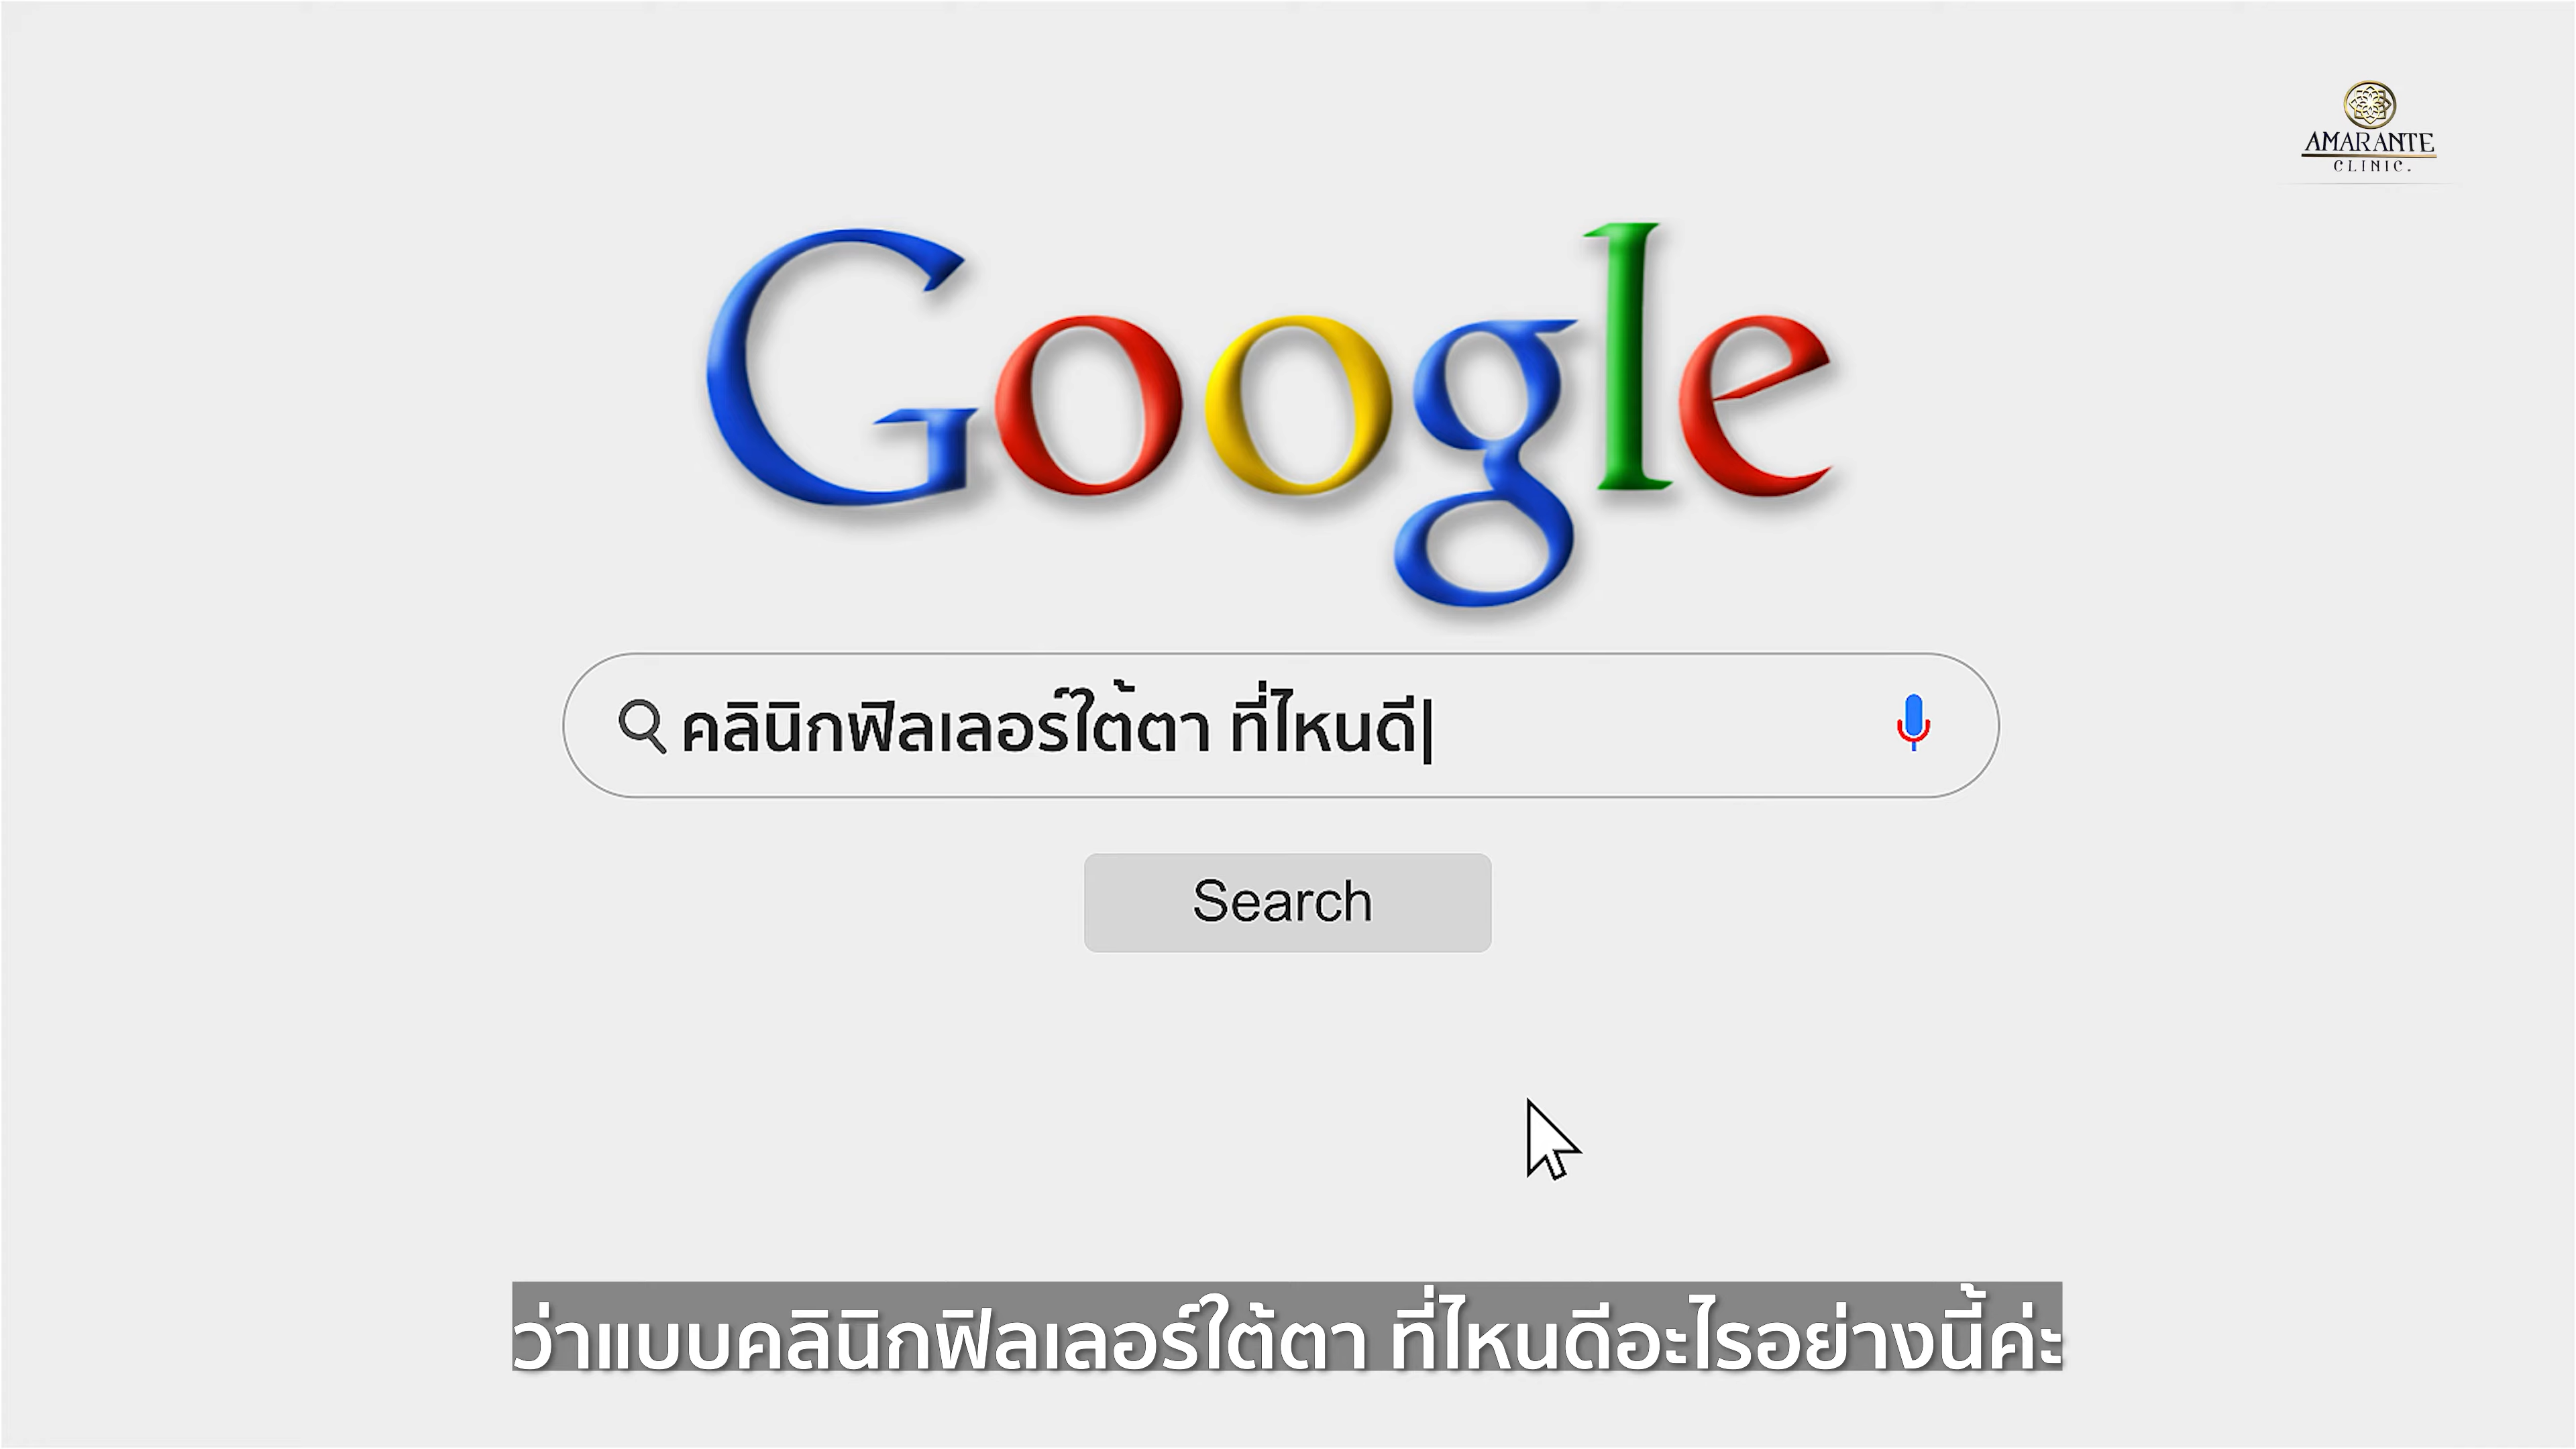 AMARANTE
CLINIC.
Google
คลินิกฟิลเลอร์ใต้ตา ที่ไหนดี
Search
ว่าแบบคลินิกฟิลเลอร์ใต้ตา ที่ไหนดีอะไรอย่างนี้ค่ะ